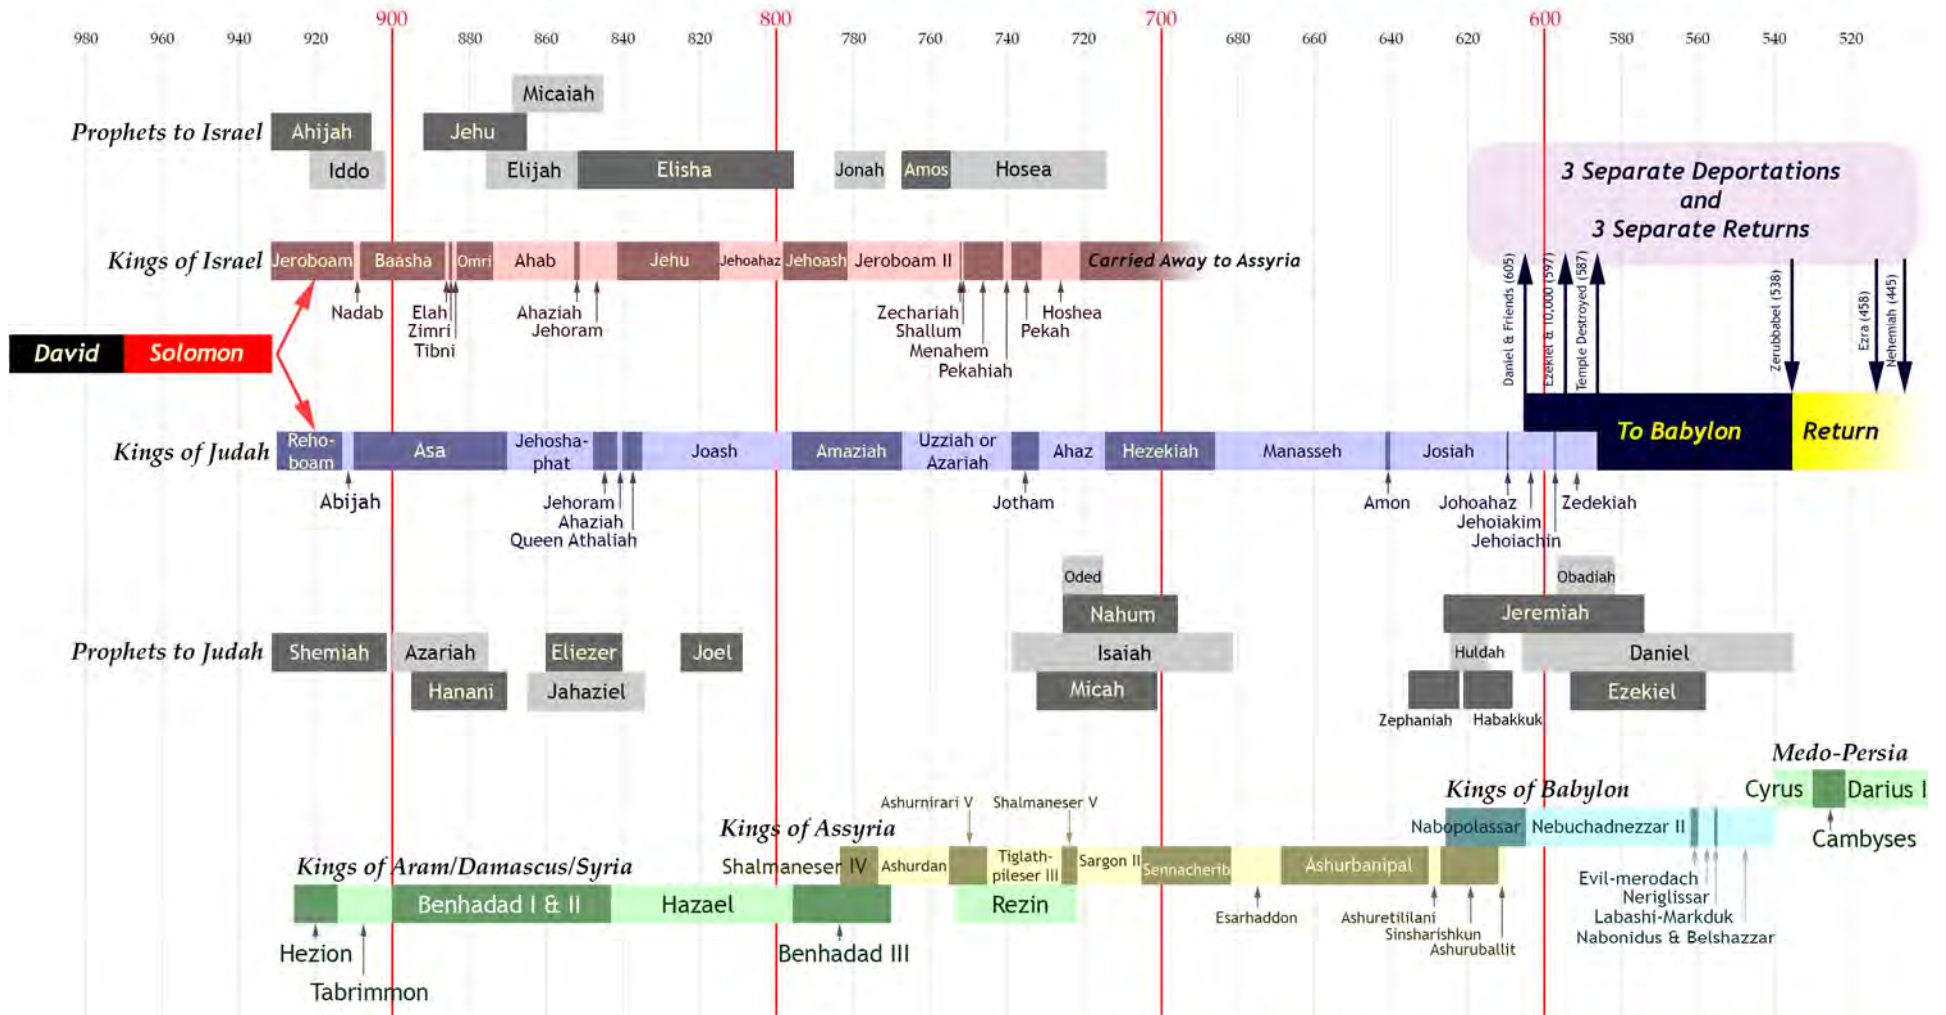 900 800 700 600
980 960 940 920 880 860 840 820 780 760 740 720 680 660 640 620 580 560 540 520
Micaiah
Prophets to Israel Ahijah Jehu
Iddo Elijah Elisha Jonah Amos Hosea
3 Separate Deportations
and
3 Separate Returns
Kings of Israel Jeroboam Baasha Omri Ahab Jehu Jehoahaz Jehoash Jeroboam II Carried Away to Assyria
Nadab Elah Ahaziah Zechariah Hoshea
Zimri Jehoram Shallum Pekah
Tibni Menahem
Pekahiah
Daniel & Friends (605)
Ezekiel & 10,000 (597)
Temple Destroyed (587)
Zerubbabel (538)
Ezra (458)
Nehemiah (445)
David Solomon
To Babylon Return
Kings of Judah Reho-
boam Asa Jehosha-
phat Joash Amaziah Uzziah or
Azariah Ahaz Hezekiah Manasseh Josiah
Abijah Jehoram Jotham Amon Johoahaz Zedekiah
Ahaziah Jehoiakim
Queen Athaliah Jehoiachin
Oded Obadiah
Nahum Jeremiah
Prophets to Judah Shemiah Azariah Eliezer Joel Isaiah Huldah Daniel
Hanani Jahaziel Micah Ezekiel
Zephaniah Habakkuk
Medo-Persia
Cyrus Darius I
Cambyses
Kings of Babylon
Nabopolassar Nebuchadnezzar II
Evil-merodach
Neriglissar
Labashi-Markduk
Nabonidus & Belshazzar
Ashurnirari V Shalmaneser V
Kings of Assyria
Shalmaneser IV Ashurdan Tiglath-
pileser III Sargon II Sennacherib Ashurbanipal
Esarhaddon Ashuretililani
Sinsharishkun
Ashuruballit
Kings of Aram/Damascus/Syria
Benhadad I & II Hazael Rezin
Hezion Benhadad III
Tabrimmon